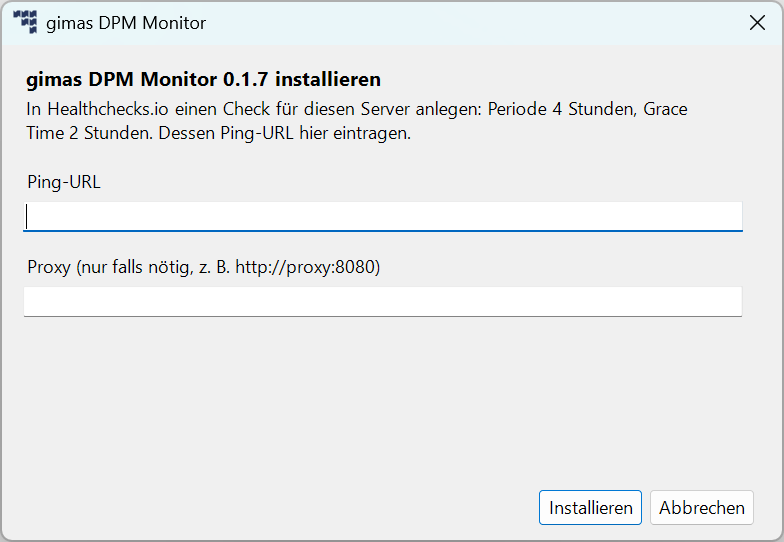 gimas DPM Monitor
gimas DPM Monitor 0.1.7 installieren
In Healthchecks.io einen Check für diesen Server anlegen: Periode 4 Stunden, Grace
Time 2 Stunden. Dessen Ping-URL hier eintragen.
Ping-URL
Proxy (nur falls nötig, z. B. http://proxy:8080)
Installieren
Abbrechen